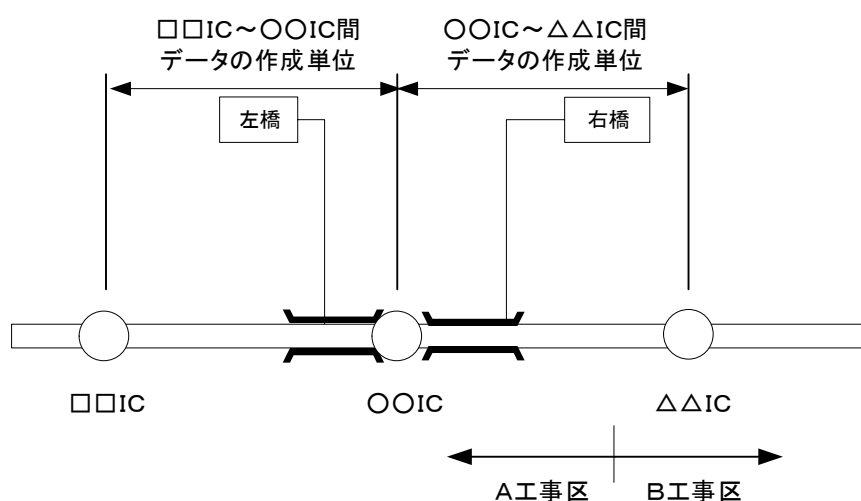 □□IC～○○IC間
データの作成単位
○○IC～△△IC間
データの作成単位
左橋
右橋
□□IC
○○IC
△△IC
A工事区
B工事区